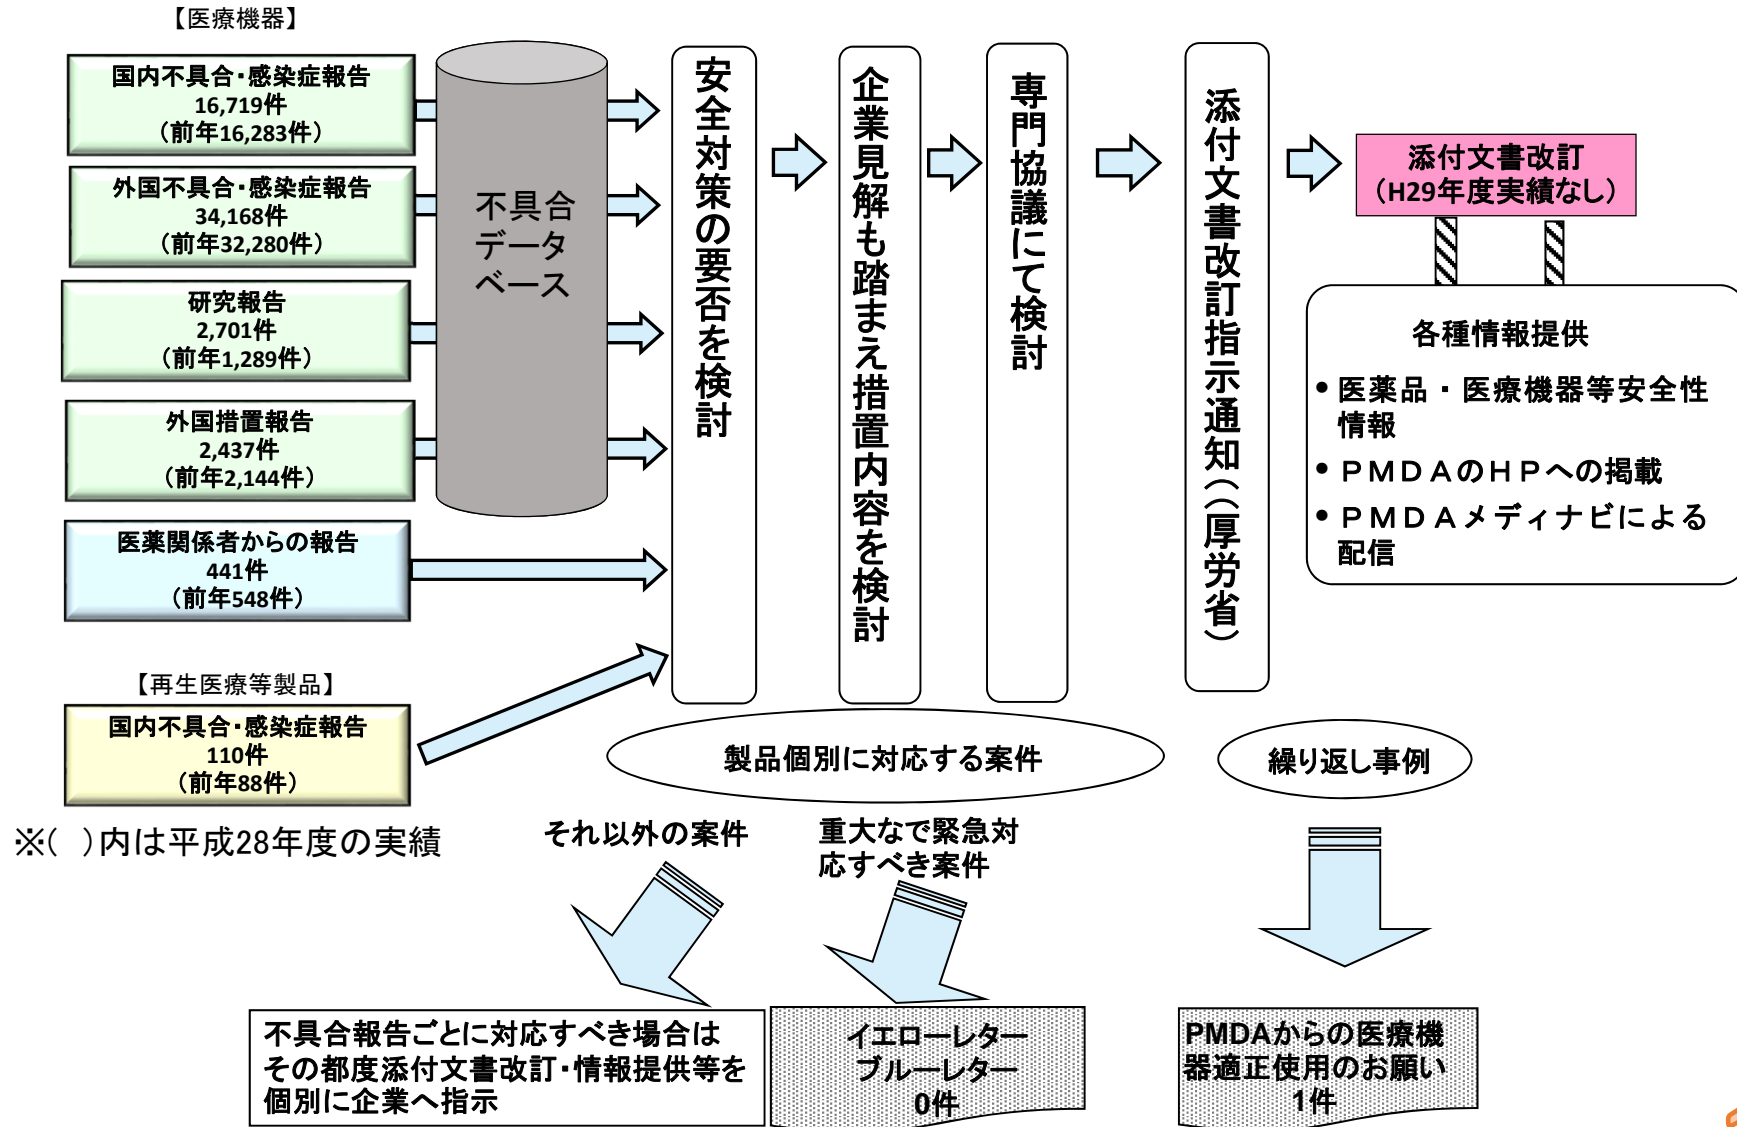 【医療機器】
国内不具合・感染症報告
16,719件
（前年16,283件）
外国不具合・感染症報告
34,168件
（前年32,280件）
研究報告
2,701件
（前年1,289件）
外国措置報告
2,437件
（前年2,144件）
医薬関係者からの報告
441件
（前年548件）
【再生医療等製品】
国内不具合・感染症報告
110件
（前年88件）
※(　)内は平成28年度の実績
不具合
データ
ベース
安全対策の要否を検討
企業見解も踏まえ措置内容を検討
専門協議にて検討
添付文書改訂指示通知（（厚労省）
添付文書改訂
（H29年度実績なし）
各種情報提供
• 医薬品・医療機器等安全性
情報
• ＰＭＤＡのＨＰへの掲載
• ＰＭＤＡメディナビによる
配信
製品個別に対応する案件
繰り返し事例
それ以外の案件
重大なで緊急対
応すべき案件
不具合報告ごとに対応すべき場合は
その都度添付文書改訂・情報提供等を
個別に企業へ指示
イエローレター
ブルーレター
0件
PMDAからの医療機
器適正使用のお願い
1件